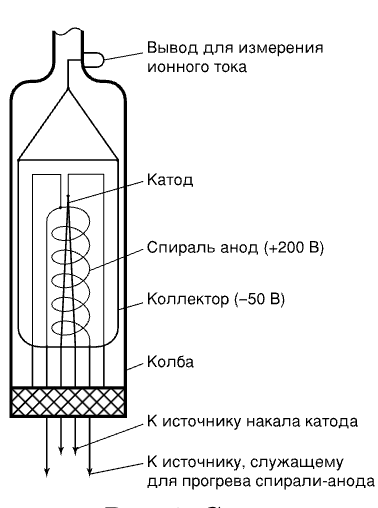 Вывод для измерения
ионного тока
Катод
Спираль анод (+200 В)
Коллектор (–50 В)
Колба
К источнику накала катода
К источнику, служащему
для прогрева спирали-анода